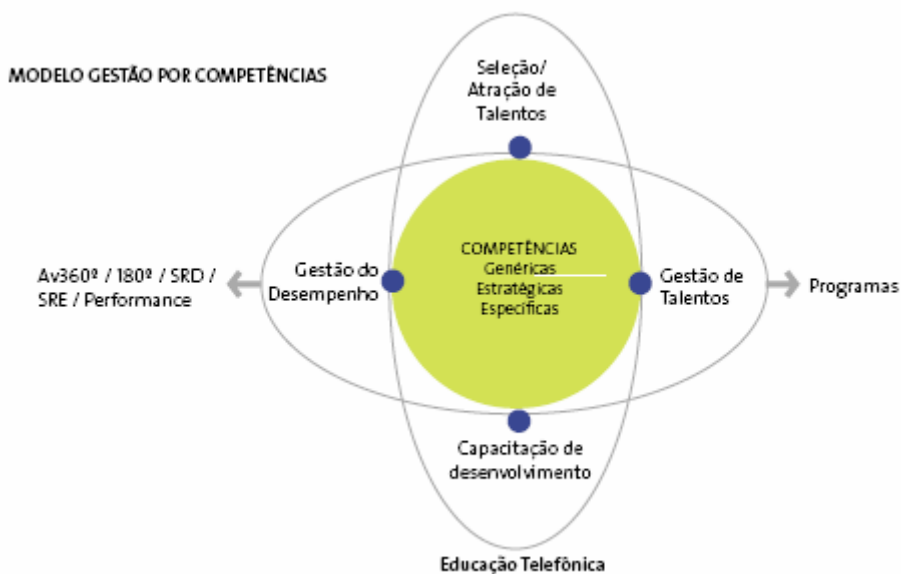 MODELO GESTÃO POR COMPETÊNCIAS
Seleção/
Atração de
Talentos
COMPETÊNCIAS
Genéricas
Estratégicas
Específicas
Av360º / 180º / SRD /
SRE / Performance
Gestão do
Desempenho
Gestão de
Talentos
Programas
Capacitação de
desenvolvimento
Educação Telefônica